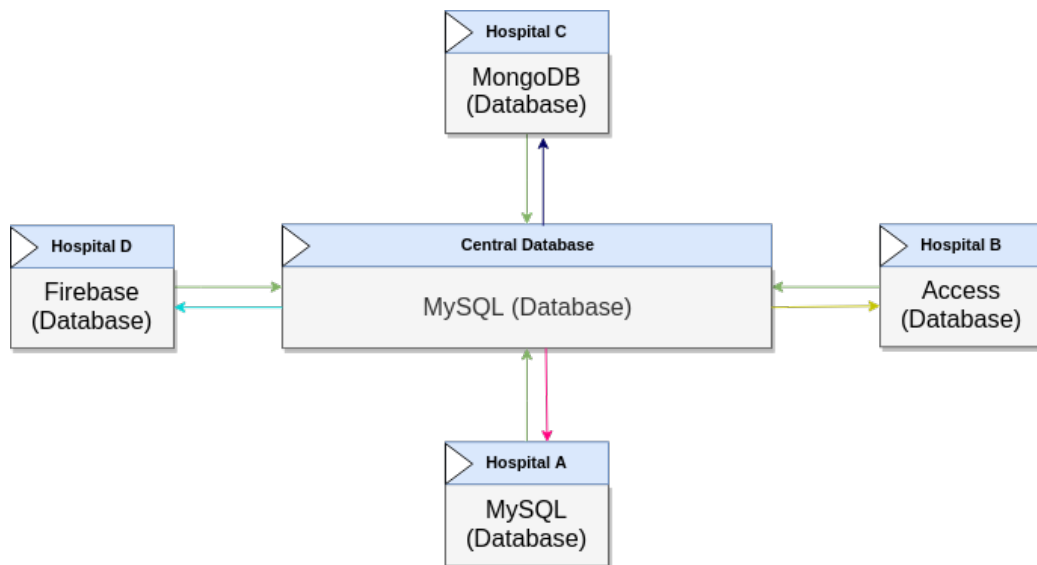 Hospital C
MongoDB
(Database)
Hospital D
Firebase
(Database)
Central Database
MySQL (Database)
Hospital B
Access
(Database)
Hospital A
MySQL
(Database)